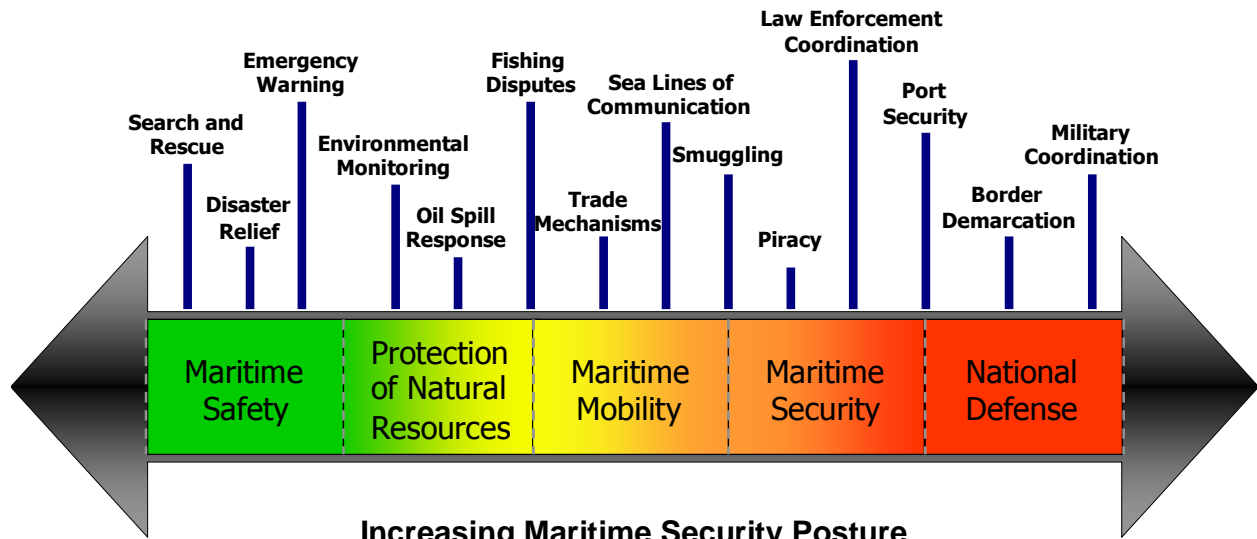 Law Enforcement
Coordination
Emergency
Warning
Fishing
Disputes
Sea Lines of
Communication
Port
Security
Search and
Rescue
Environmental
Monitoring
Smuggling
Military
Coordination
Disaster
Relief
Oil Spill
Response
Trade
Mechanisms
Piracy
Border
Demarcation
Maritime
Safety
Protection
of Natural
Resources
Maritime
Mobility
Maritime
Security
National
Defense
Increasing Maritime Security Posture